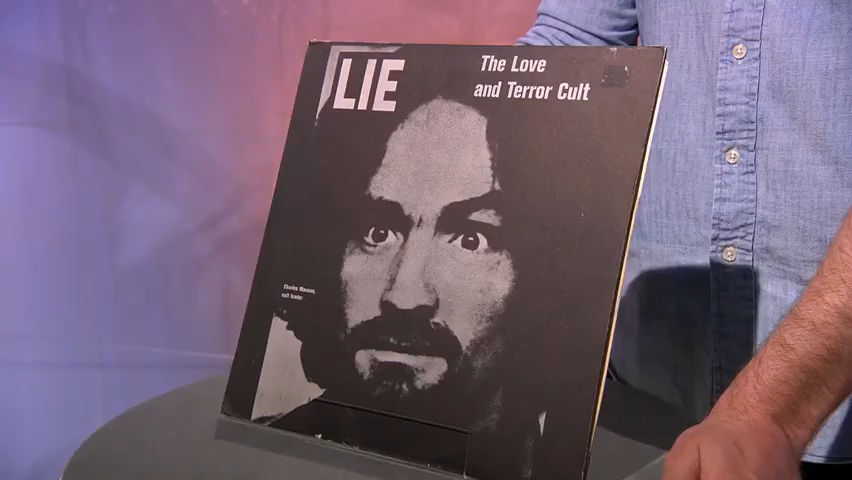 LIE
The Love
and Terror Cult
Charles Manson,
cult leader